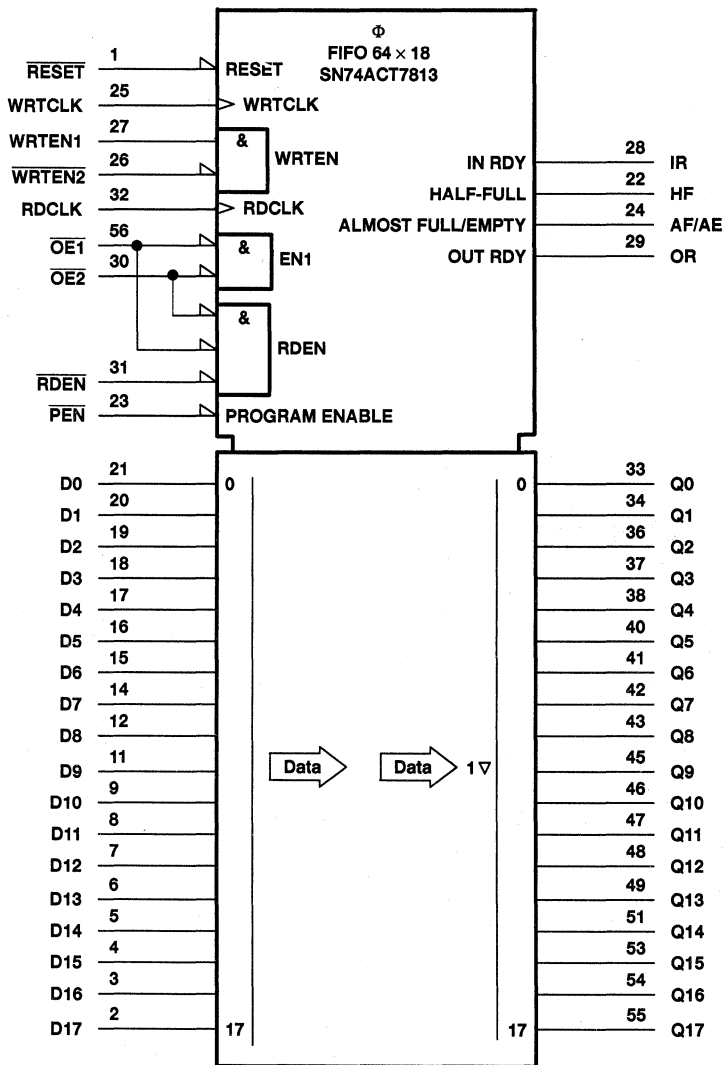 Φ
FIFO 64 × 18
SN74ACT7813
RESET 1 RESET
WRTCLK 25 WRTCLK
WRTEN1 27 & WRTEN
WRTEN2 26
RDCLK 32 RDCLK
OE1 56 & EN1
OE2 30
& RDEN
RDEN 31
PEN 23 PROGRAM ENABLE
IN RDY 28 IR
HALF-FULL 22 HF
ALMOST FULL/EMPTY 24 AF/AE
OUT RDY 29 OR
D0 21 0 0 33 Q0
D1 20 34 Q1
D2 19 36 Q2
D3 18 37 Q3
D4 17 38 Q4
D5 16 40 Q5
D6 15 41 Q6
D7 14 42 Q7
D8 12 43 Q8
D9 11 Data Data 1 ▽ 45 Q9
D10 9 46 Q10
D11 8 47 Q11
D12 7 48 Q12
D13 6 49 Q13
D14 5 51 Q14
D15 4 53 Q15
D16 3 54 Q16
D17 2 17 17 55 Q17